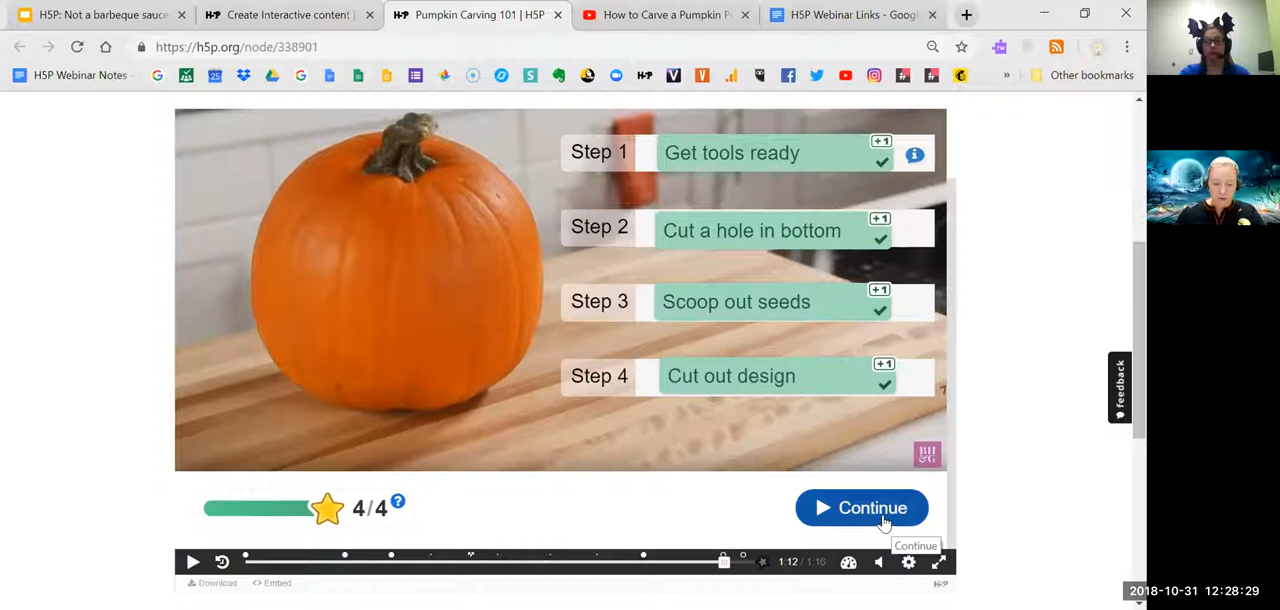 H5P: Not a barbeque sauce
H-P Create Interactive content |
H-P Pumpkin Carving 101 | H5P
How to Carve a Pumpkin P
H5P Webinar Links - Goog
https://h5p.org/node/338901
H5P Webinar Notes
Other bookmarks
Step 1 Get tools ready +1
Step 2 Cut a hole in bottom +1
Step 3 Scoop out seeds +1
Step 4 Cut out design +1
BH&G
feedback
4/4
Continue
Continue
1:12 / 1:16
Download
Embed
H-P
2018-10-31 12:28:29